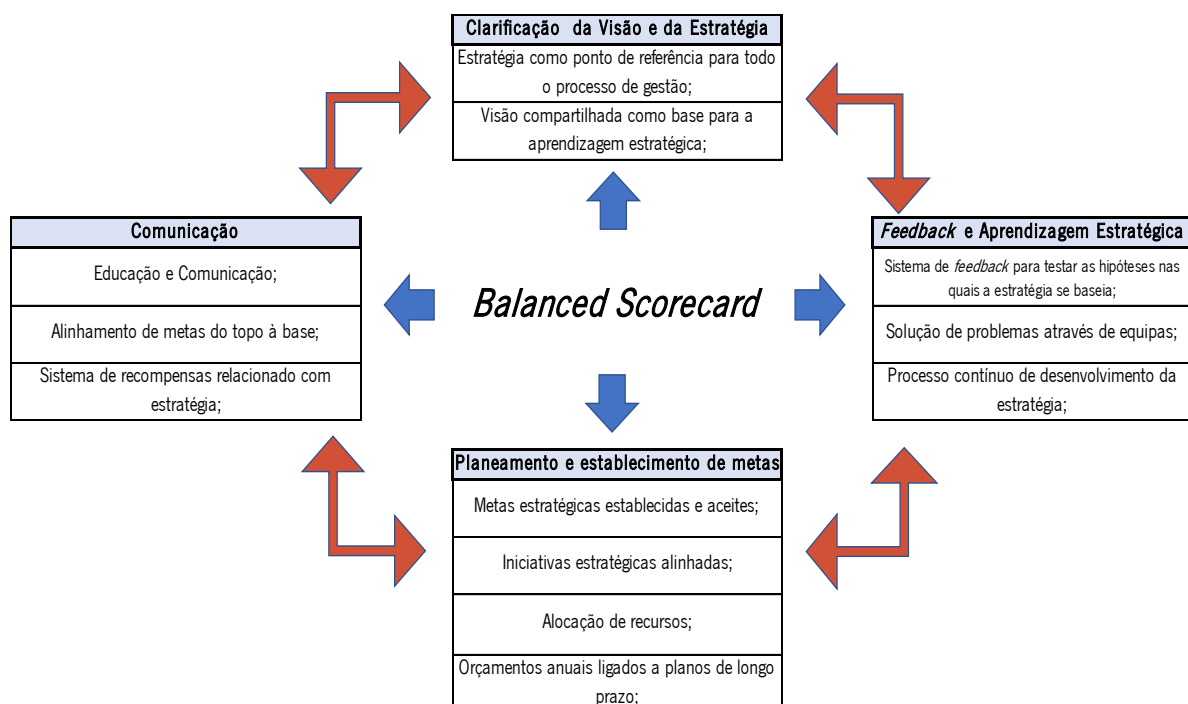 Clarificação da Visão e da Estratégia
Estratégia como ponto de referência para todo
o processo de gestão;
Visão compartilhada como base para a
aprendizagem estratégica;
Comunicação
Educação e Comunicação;
Alinhamento de metas do topo à base;
Sistema de recompensas relacionado com
estratégia;
Balanced Scorecard
Feedback e Aprendizagem Estratégica
Sistema de feedback para testar as hipóteses nas
quais a estratégia se baseia;
Solução de problemas através de equipas;
Processo contínuo de desenvolvimento da
estratégia;
Planeamento e establecimento de metas
Metas estratégicas establecidas e aceites;
Iniciativas estratégicas alinhadas;
Alocação de recursos;
Orçamentos anuais ligados a planos de longo
prazo;